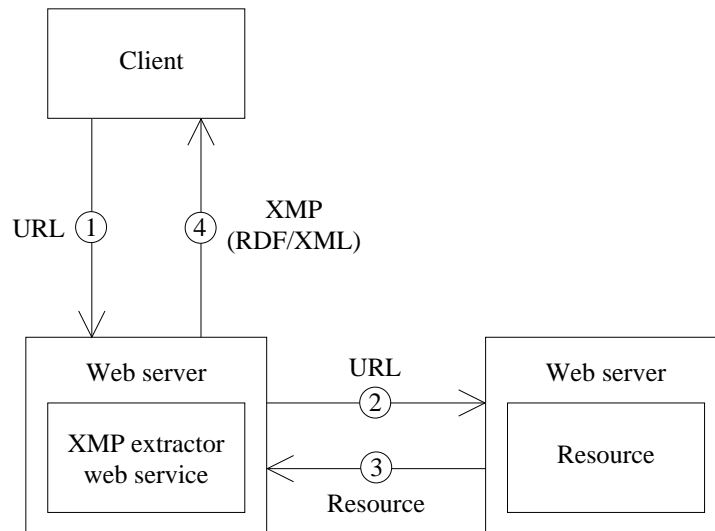 Client
URL
1
4
XMP
(RDF/XML)
Web server
URL
Web server
2
XMP extractor
web service
3
Resource
Resource